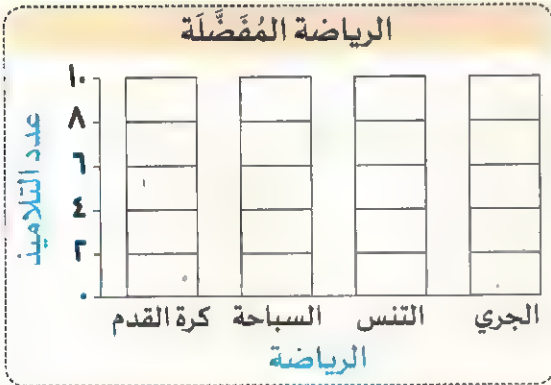 الرياضة المُفَضَّلَة
عدد التلاميذ
١٠
٨
٦
٤
٢
٠
كرة القدم السباحة التنس الجري
الرياضة